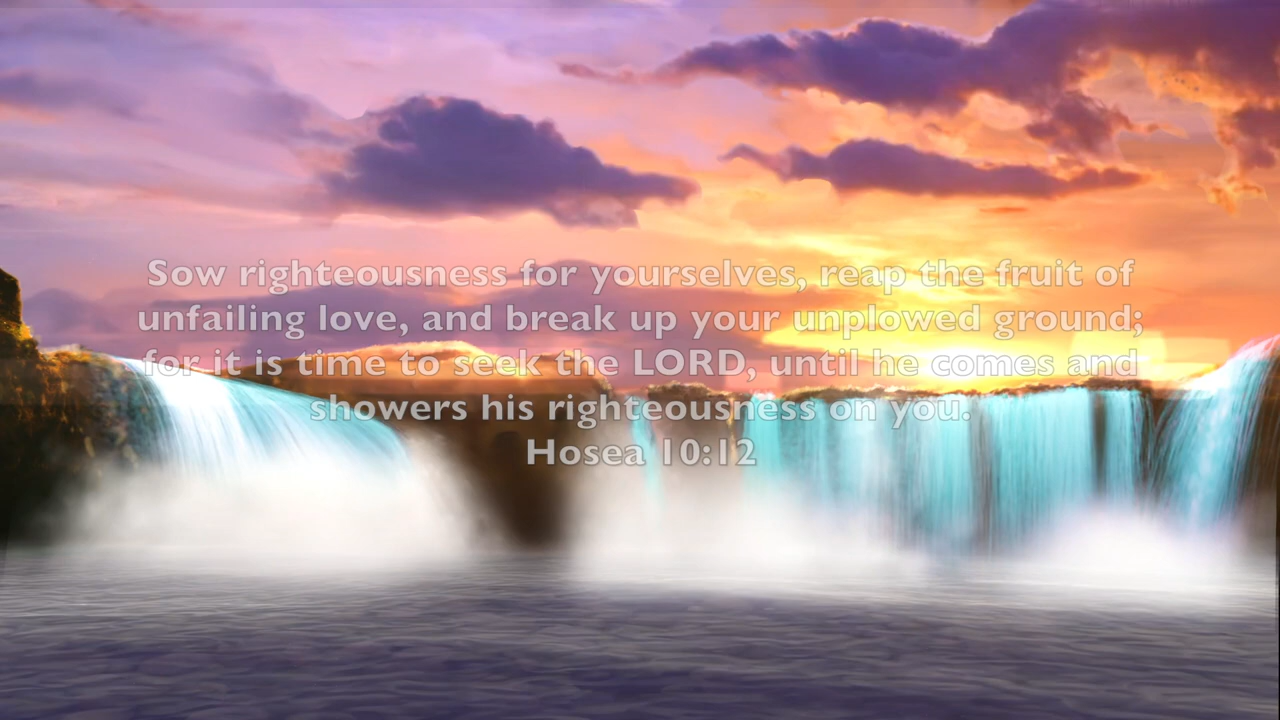 Sow righteousness for yourselves, reap the fruit of
unfailing love, and break up your unplowed ground;
for it is time to seek the LORD, until he comes and
showers his righteousness on you.
Hosea 10:12